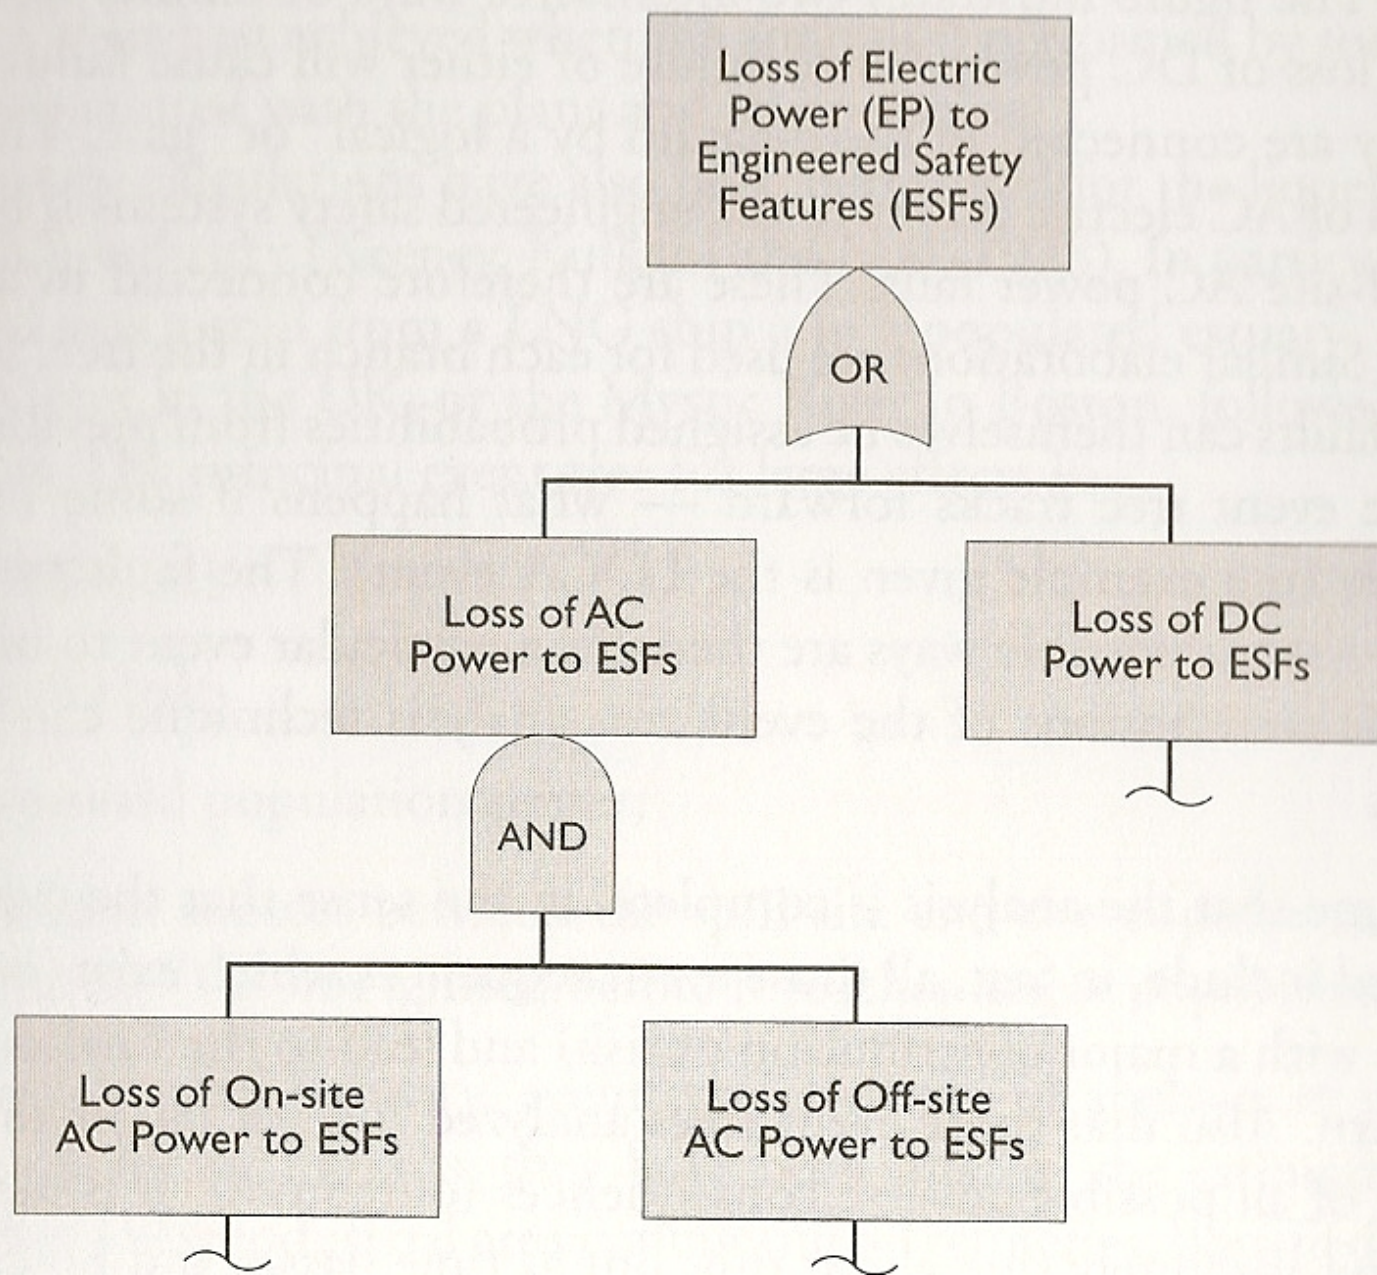 Loss of Electric
Power (EP) to
Engineered Safety
Features (ESFs)
OR
Loss of AC
Power to ESFs
Loss of DC
Power to ESFs
AND
Loss of On-site
AC Power to ESFs
Loss of Off-site
AC Power to ESFs